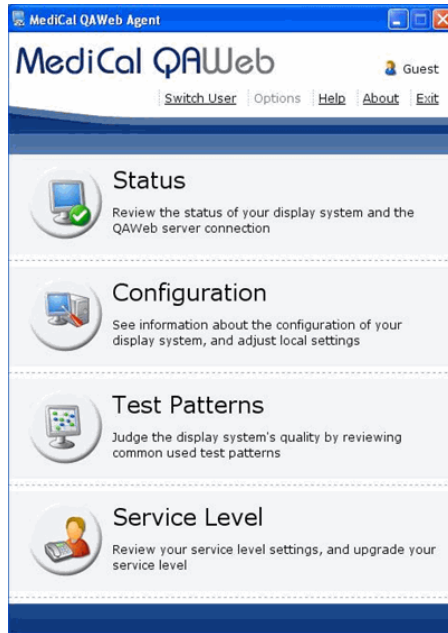 MediCal QAWeb Agent
MediCal QAWeb
Guest
Switch User Options Help About Exit
Status
Review the status of your display system and the
QAWeb server connection
Configuration
See information about the configuration of your
display system, and adjust local settings
Test Patterns
Judge the display system's quality by reviewing
common used test patterns
Service Level
Review your service level settings, and upgrade your
service level